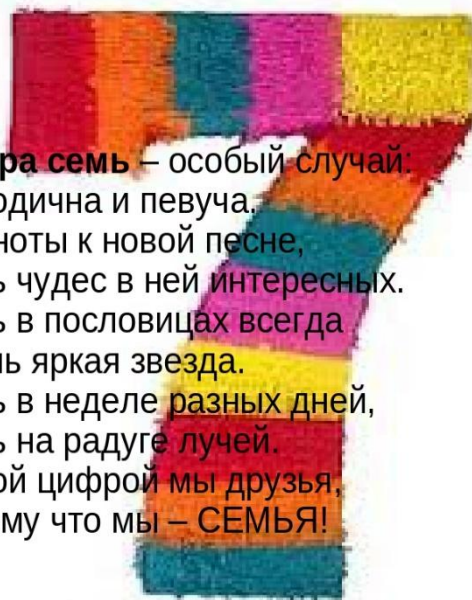 ра семь – особый случай:
одична и певуча,
ноты к новой песне,
ь чудес в ней интересных.
ь в пословицах всегда
нь яркая звезда.
ь в неделе разных дней,
ь на радуге лучей.
ой цифрой мы друзья,
му что мы – СЕМЬЯ!